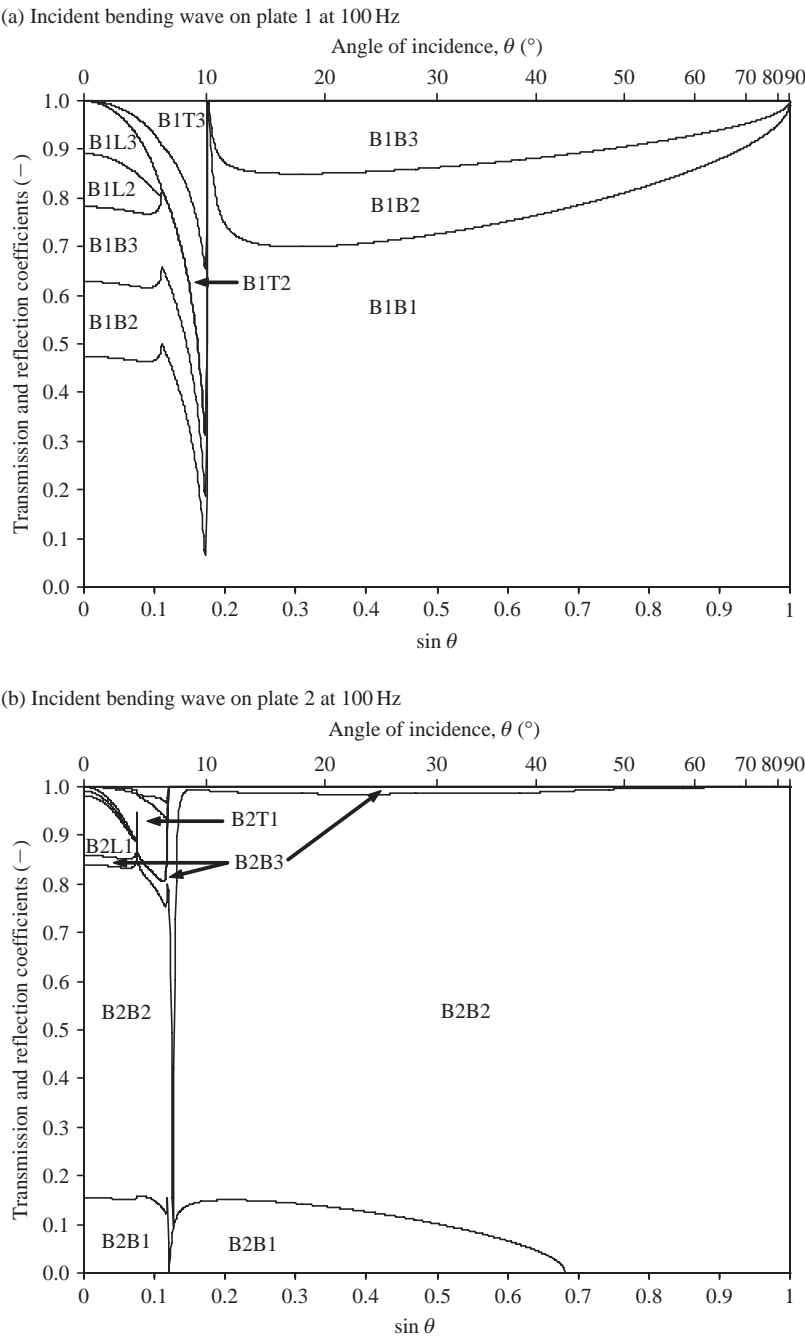 (a) Incident bending wave on plate 1 at 100 Hz
Angle of incidence, θ (°)
0 10 20 30 40 50 60 70 80 90
Transmission and reflection coefficients (−)
1.0
0.9
0.8
0.7
0.6
0.5
0.4
0.3
0.2
0.1
0.0
B1T3
B1L3
B1L2
B1B3
B1B2
B1T2
B1B3
B1B2
B1B1
0 0.1 0.2 0.3 0.4 0.5 0.6 0.7 0.8 0.9 1
sin θ
(b) Incident bending wave on plate 2 at 100 Hz
Angle of incidence, θ (°)
0 10 20 30 40 50 60 70 80 90
Transmission and reflection coefficients (−)
1.0
0.9
0.8
0.7
0.6
0.5
0.4
0.3
0.2
0.1
0.0
B2T1
B2L1
B2B3
B2B2
B2B2
B2B1
B2B1
0 0.1 0.2 0.3 0.4 0.5 0.6 0.7 0.8 0.9 1
sin θ